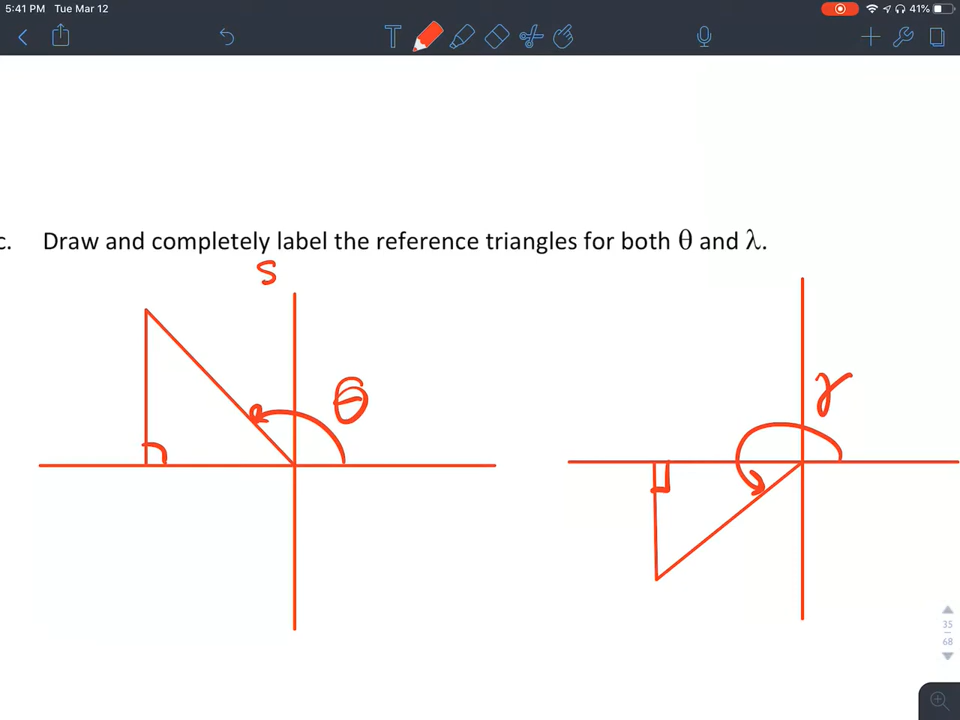 5:41 PM Tue Mar 12
41%
T
c. Draw and completely label the reference triangles for both θ and λ.
S
θ
γ
35
68